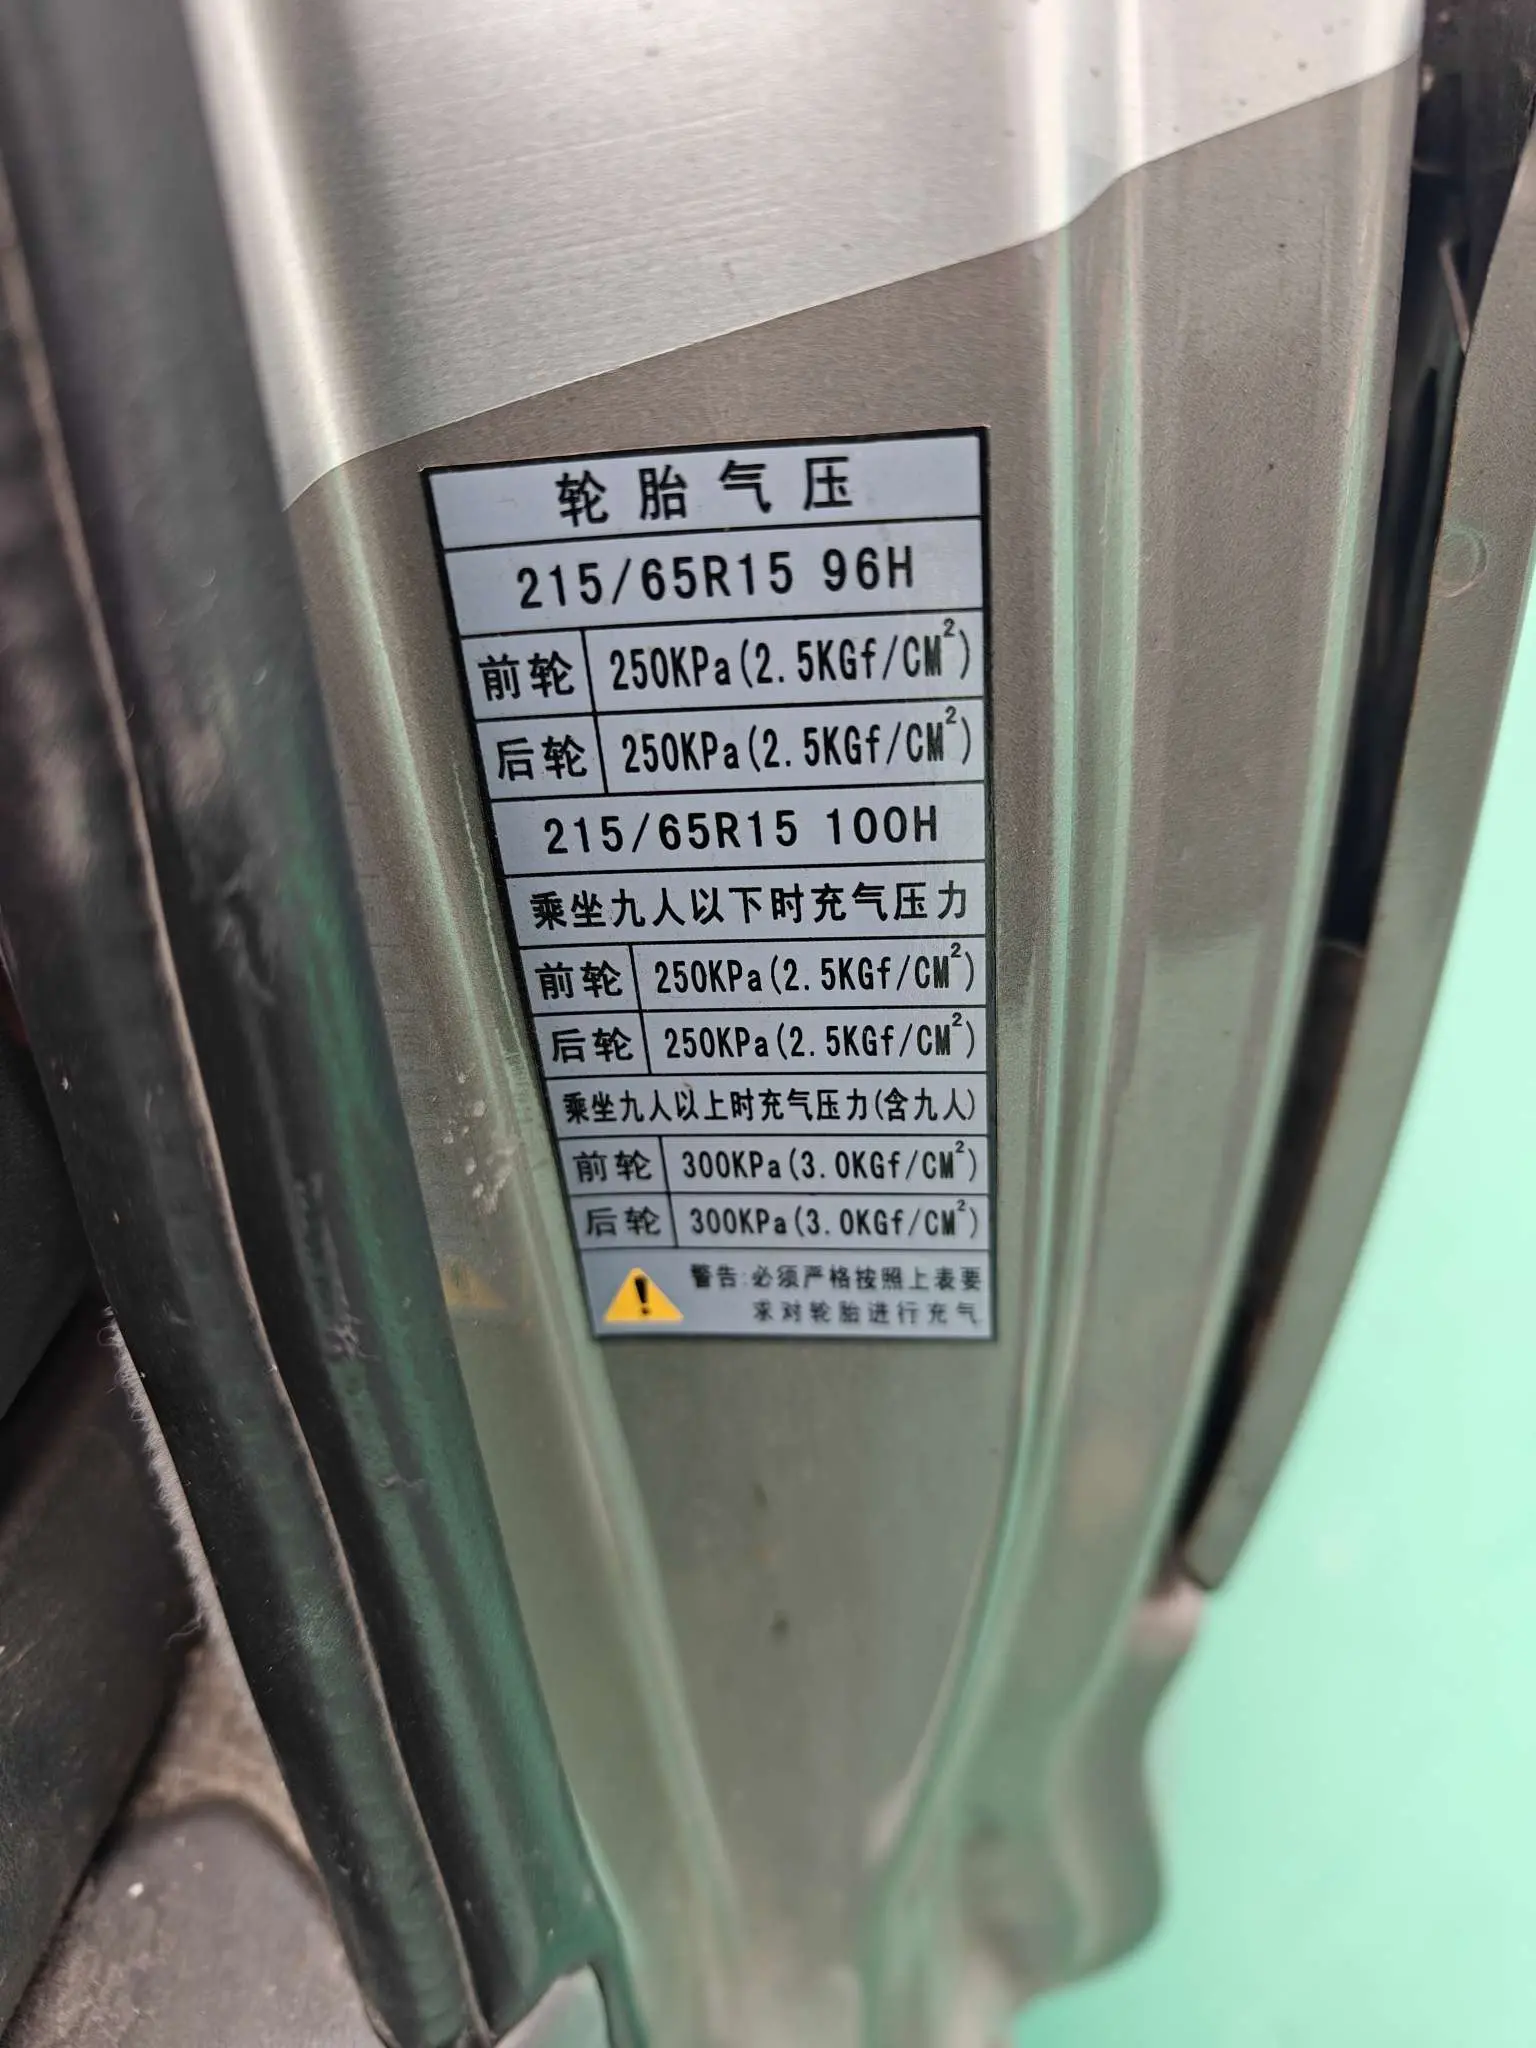 轮胎气压
215/65R15 96H
前轮 250KPa(2.5KGf/CM²)
后轮 250KPa(2.5KGf/CM²)
215/65R15 100H
乘坐九人以下时充气压力
前轮 250KPa(2.5KGf/CM²)
后轮 250KPa(2.5KGf/CM²)
乘坐九人以上时充气压力(含九人)
前轮 300KPa(3.0KGf/CM²)
后轮 300KPa(3.0KGf/CM²)
警告:必须严格按照上表要
求对轮胎进行充气